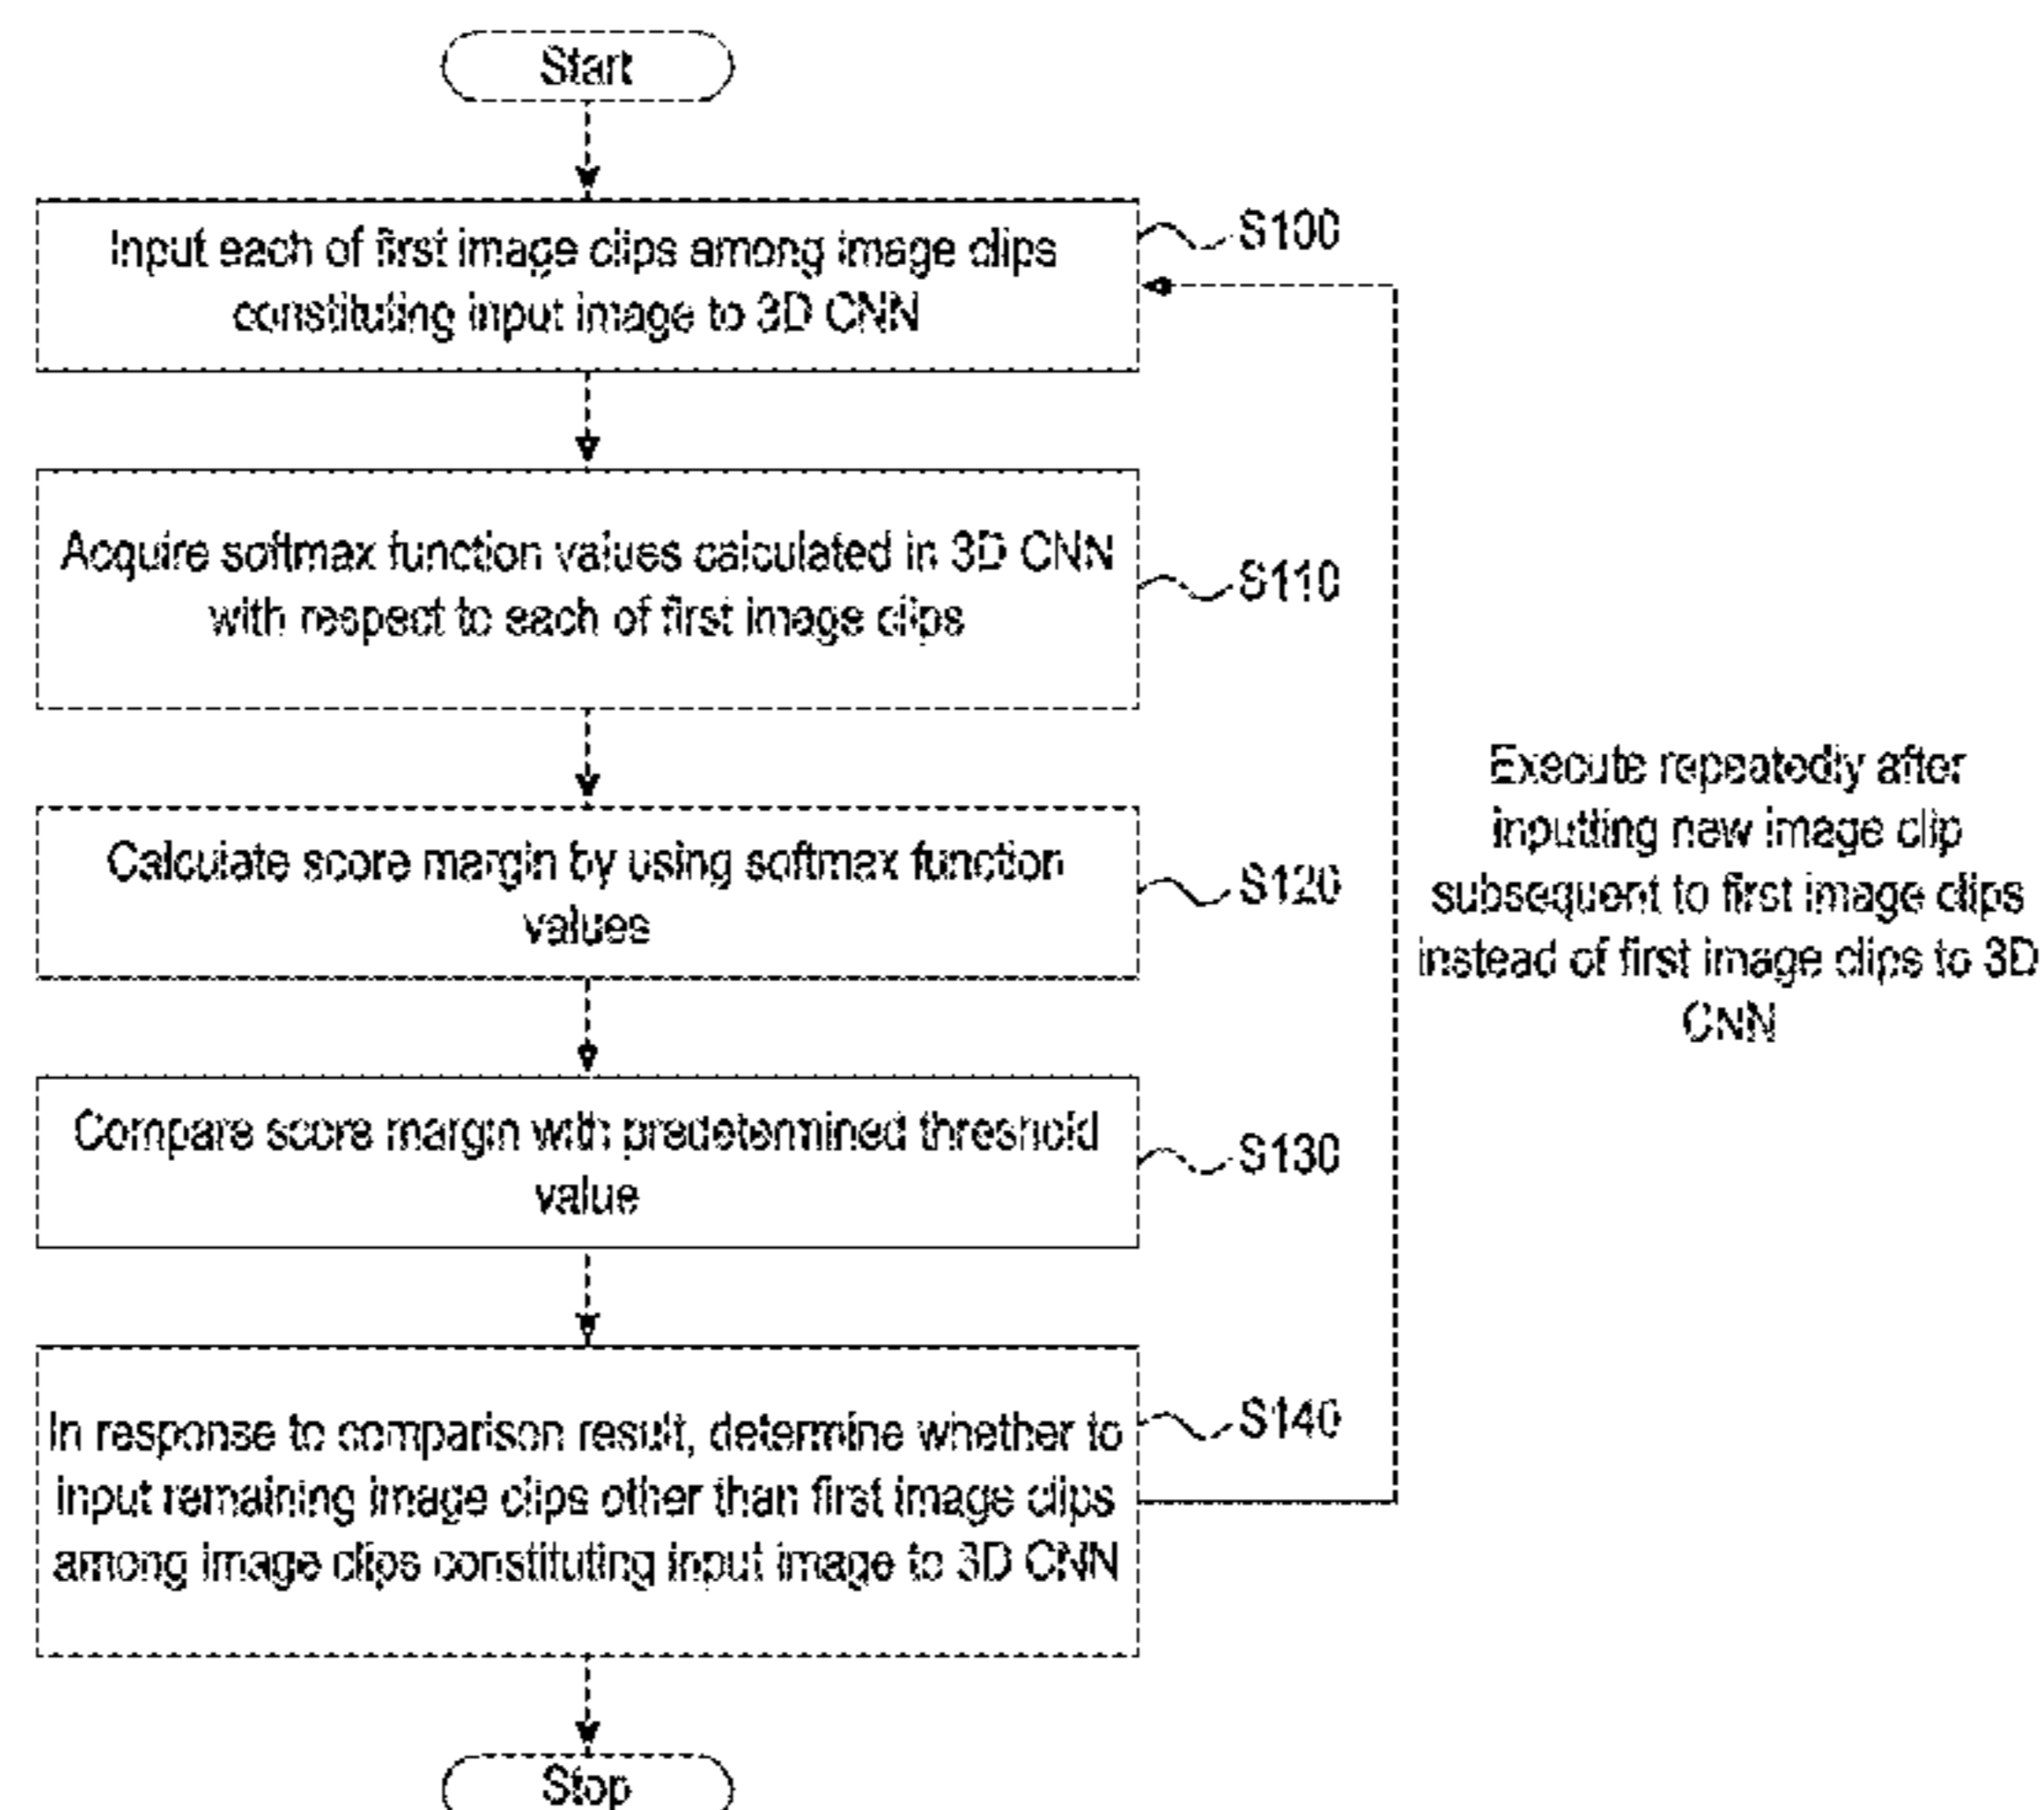 Start
Input each of first image clips among image clips
constituting input image to 3D CNN
S100
Acquire softmax function values calculated in 3D CNN
with respect to each of first image clips
S110
Calculate score margin by using softmax function
values
S120
Execute repeatedly after
inputting new image clip
subsequent to first image clips
instead of first image clips to 3D
CNN
Compare score margin with predetermined threshold
value
S130
In response to comparison result, determine whether to
input remaining image clips other than first image clips
among image clips constituting input image to 3D CNN
S140
Stop